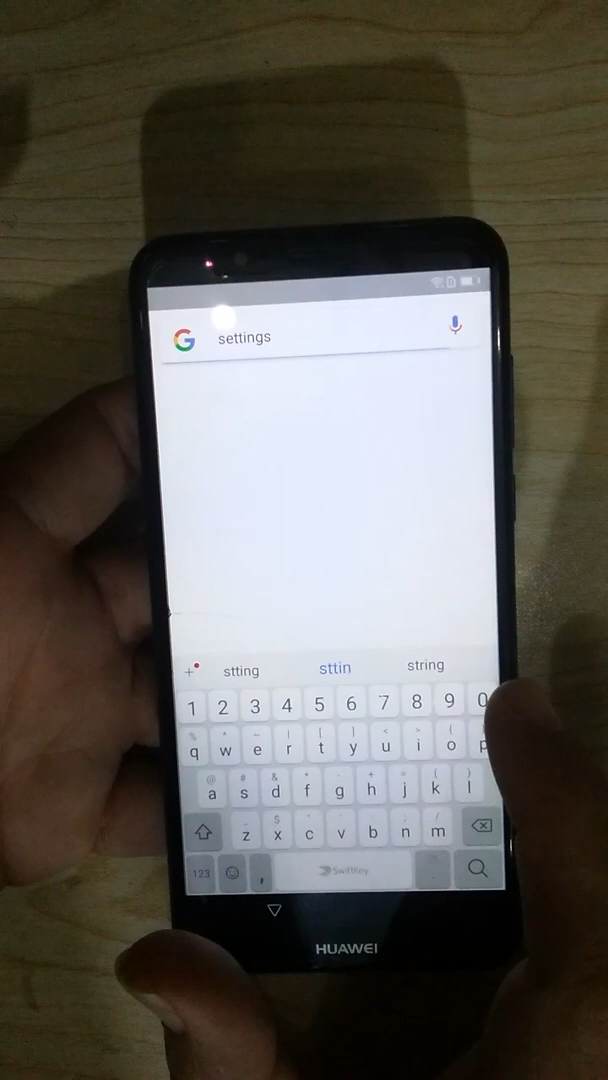 settings
stting sttin string
1 2 3 4 5 6 7 8 9 0
q w e r t y u i o p
a s d f g h j k l
z x c v b n m
123 , SwiftKey
HUAWEI